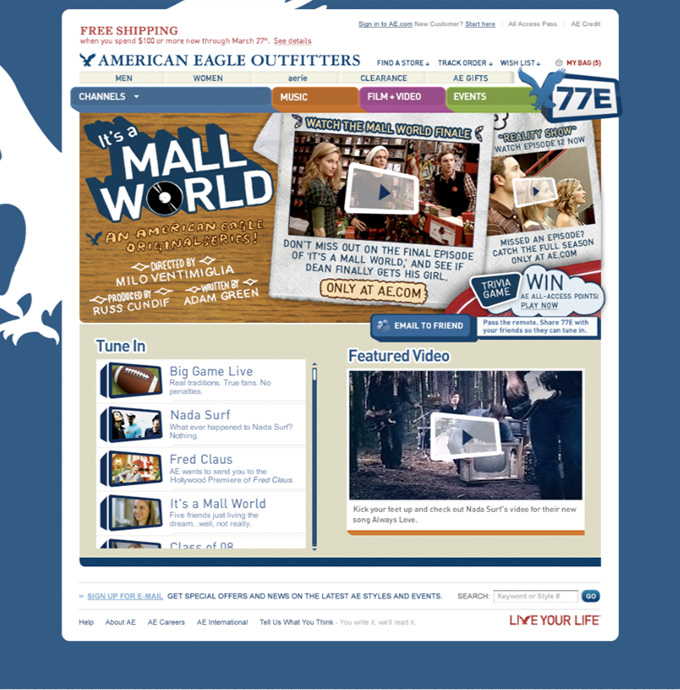 FREE SHIPPING
when you spend $100 or more now through March 27th. See details
Sign in to AE.com New Customer? Start here | All Access Pass | AE Credit
AMERICAN EAGLE OUTFITTERS
FIND A STORE TRACK ORDER WISH LIST MY BAG (5)
MEN WOMEN aerie CLEARANCE AE GIFTS
CHANNELS MUSIC FILM + VIDEO EVENTS
77E
It's a
MALL
WORLD
AN AMERICAN EAGLE
ORIGINAL SERIES!
DIRECTED BY
MILO VENTIMIGLIA
PRODUCED BY
RUSS CUNDIF
WRITTEN BY
ADAM GREEN
WATCH THE MALL WORLD FINALE
DON'T MISS OUT ON THE FINAL EPISODE
OF 'IT'S A MALL WORLD,' AND SEE IF
DEAN FINALLY GETS HIS GIRL.
ONLY AT AE.COM
"REALITY SHOW"
WATCH EPISODE 12 NOW
MISSED AN EPISODE?
CATCH THE FULL SEASON
ONLY AT AE.COM
TRIVIA
GAME
WIN
AE ALL-ACCESS POINTS!
PLAY NOW
EMAIL TO FRIEND
Pass the remote. Share 77E with
your friends so they can tune in.
Tune In
Big Game Live
Real traditions. True fans. No
penalties.
Nada Surf
What ever happened to Nada Surf?
Nothing.
Fred Claus
AE wants to send you to the
Hollywood Premiere of Fred Claus.
It's a Mall World
Five friends just living the
dream...well, not really.
Class of 08
Featured Video
Kick your feet up and check out Nada Surf's video for their new
song Always Love.
» SIGN UP FOR E-MAIL GET SPECIAL OFFERS AND NEWS ON THE LATEST AE STYLES AND EVENTS.
SEARCH: Keyword or Style # GO
Help About AE AE Careers AE International Tell Us What You Think - You write it, we'll read it.
LIVE YOUR LIFE